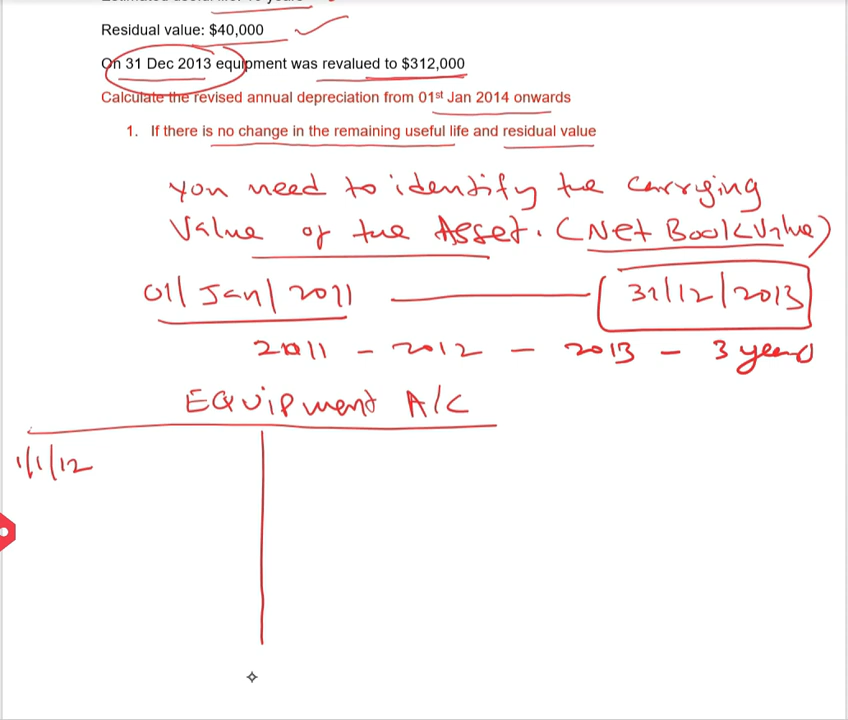 Residual value: $40,000
On 31 Dec 2013 equipment was revalued to $312,000
Calculate the revised annual depreciation from 01st Jan 2014 onwards
1. If there is no change in the remaining useful life and residual value
You need to identify the carrying
Value of the Asset. (Net Book Value)
01/Jan/2011 31/12/2013
2011 - 2012 - 2013 - 3 years
Equipment A/C
1/1/12